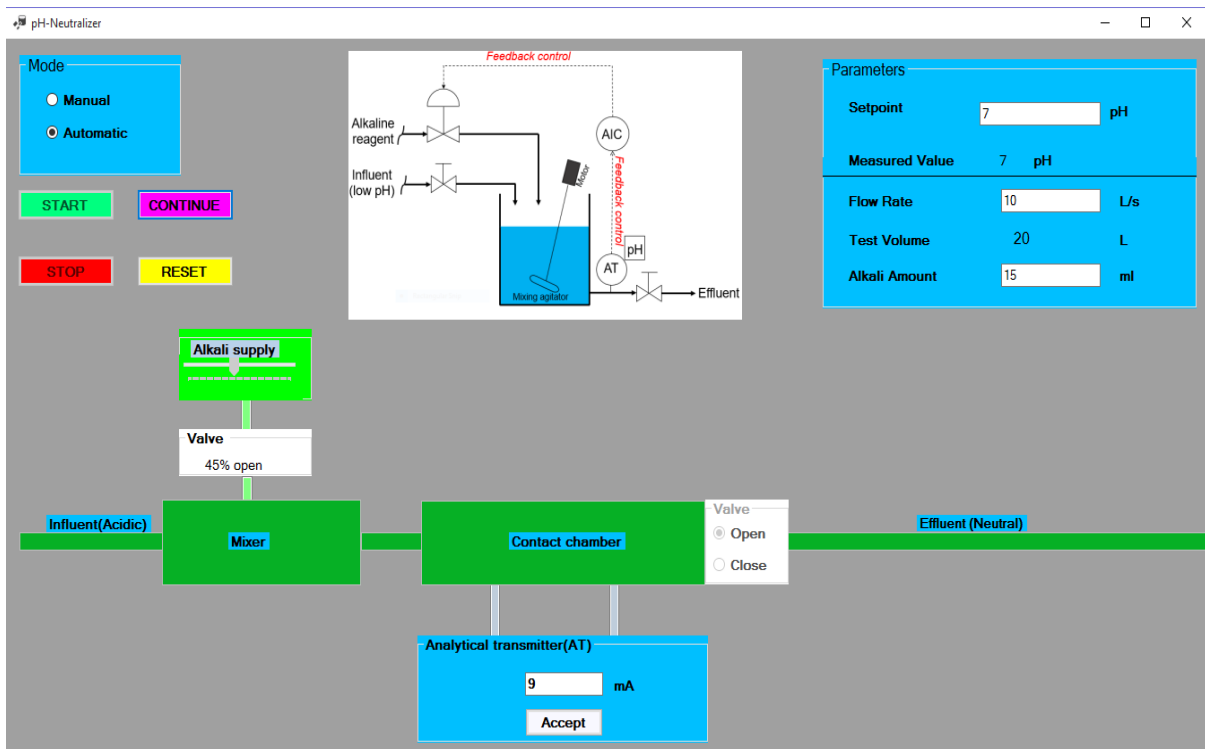 pH-Neutralizer
Mode
Manual
Automatic
START
CONTINUE
STOP
RESET
Feedback control
Alkaline
reagent
Influent
(low pH)
AIC
Motor
Feedback control
pH
AT
Mixing agitator
Effluent
Parameters
Setpoint 7 pH
Measured Value 7 pH
Flow Rate 10 L/s
Test Volume 20 L
Alkali Amount 15 ml
Alkali supply
Valve
45% open
Influent(Acidic)
Mixer
Contact chamber
Valve
Open
Close
Effluent (Neutral)
Analytical transmitter(AT)
9 mA
Accept